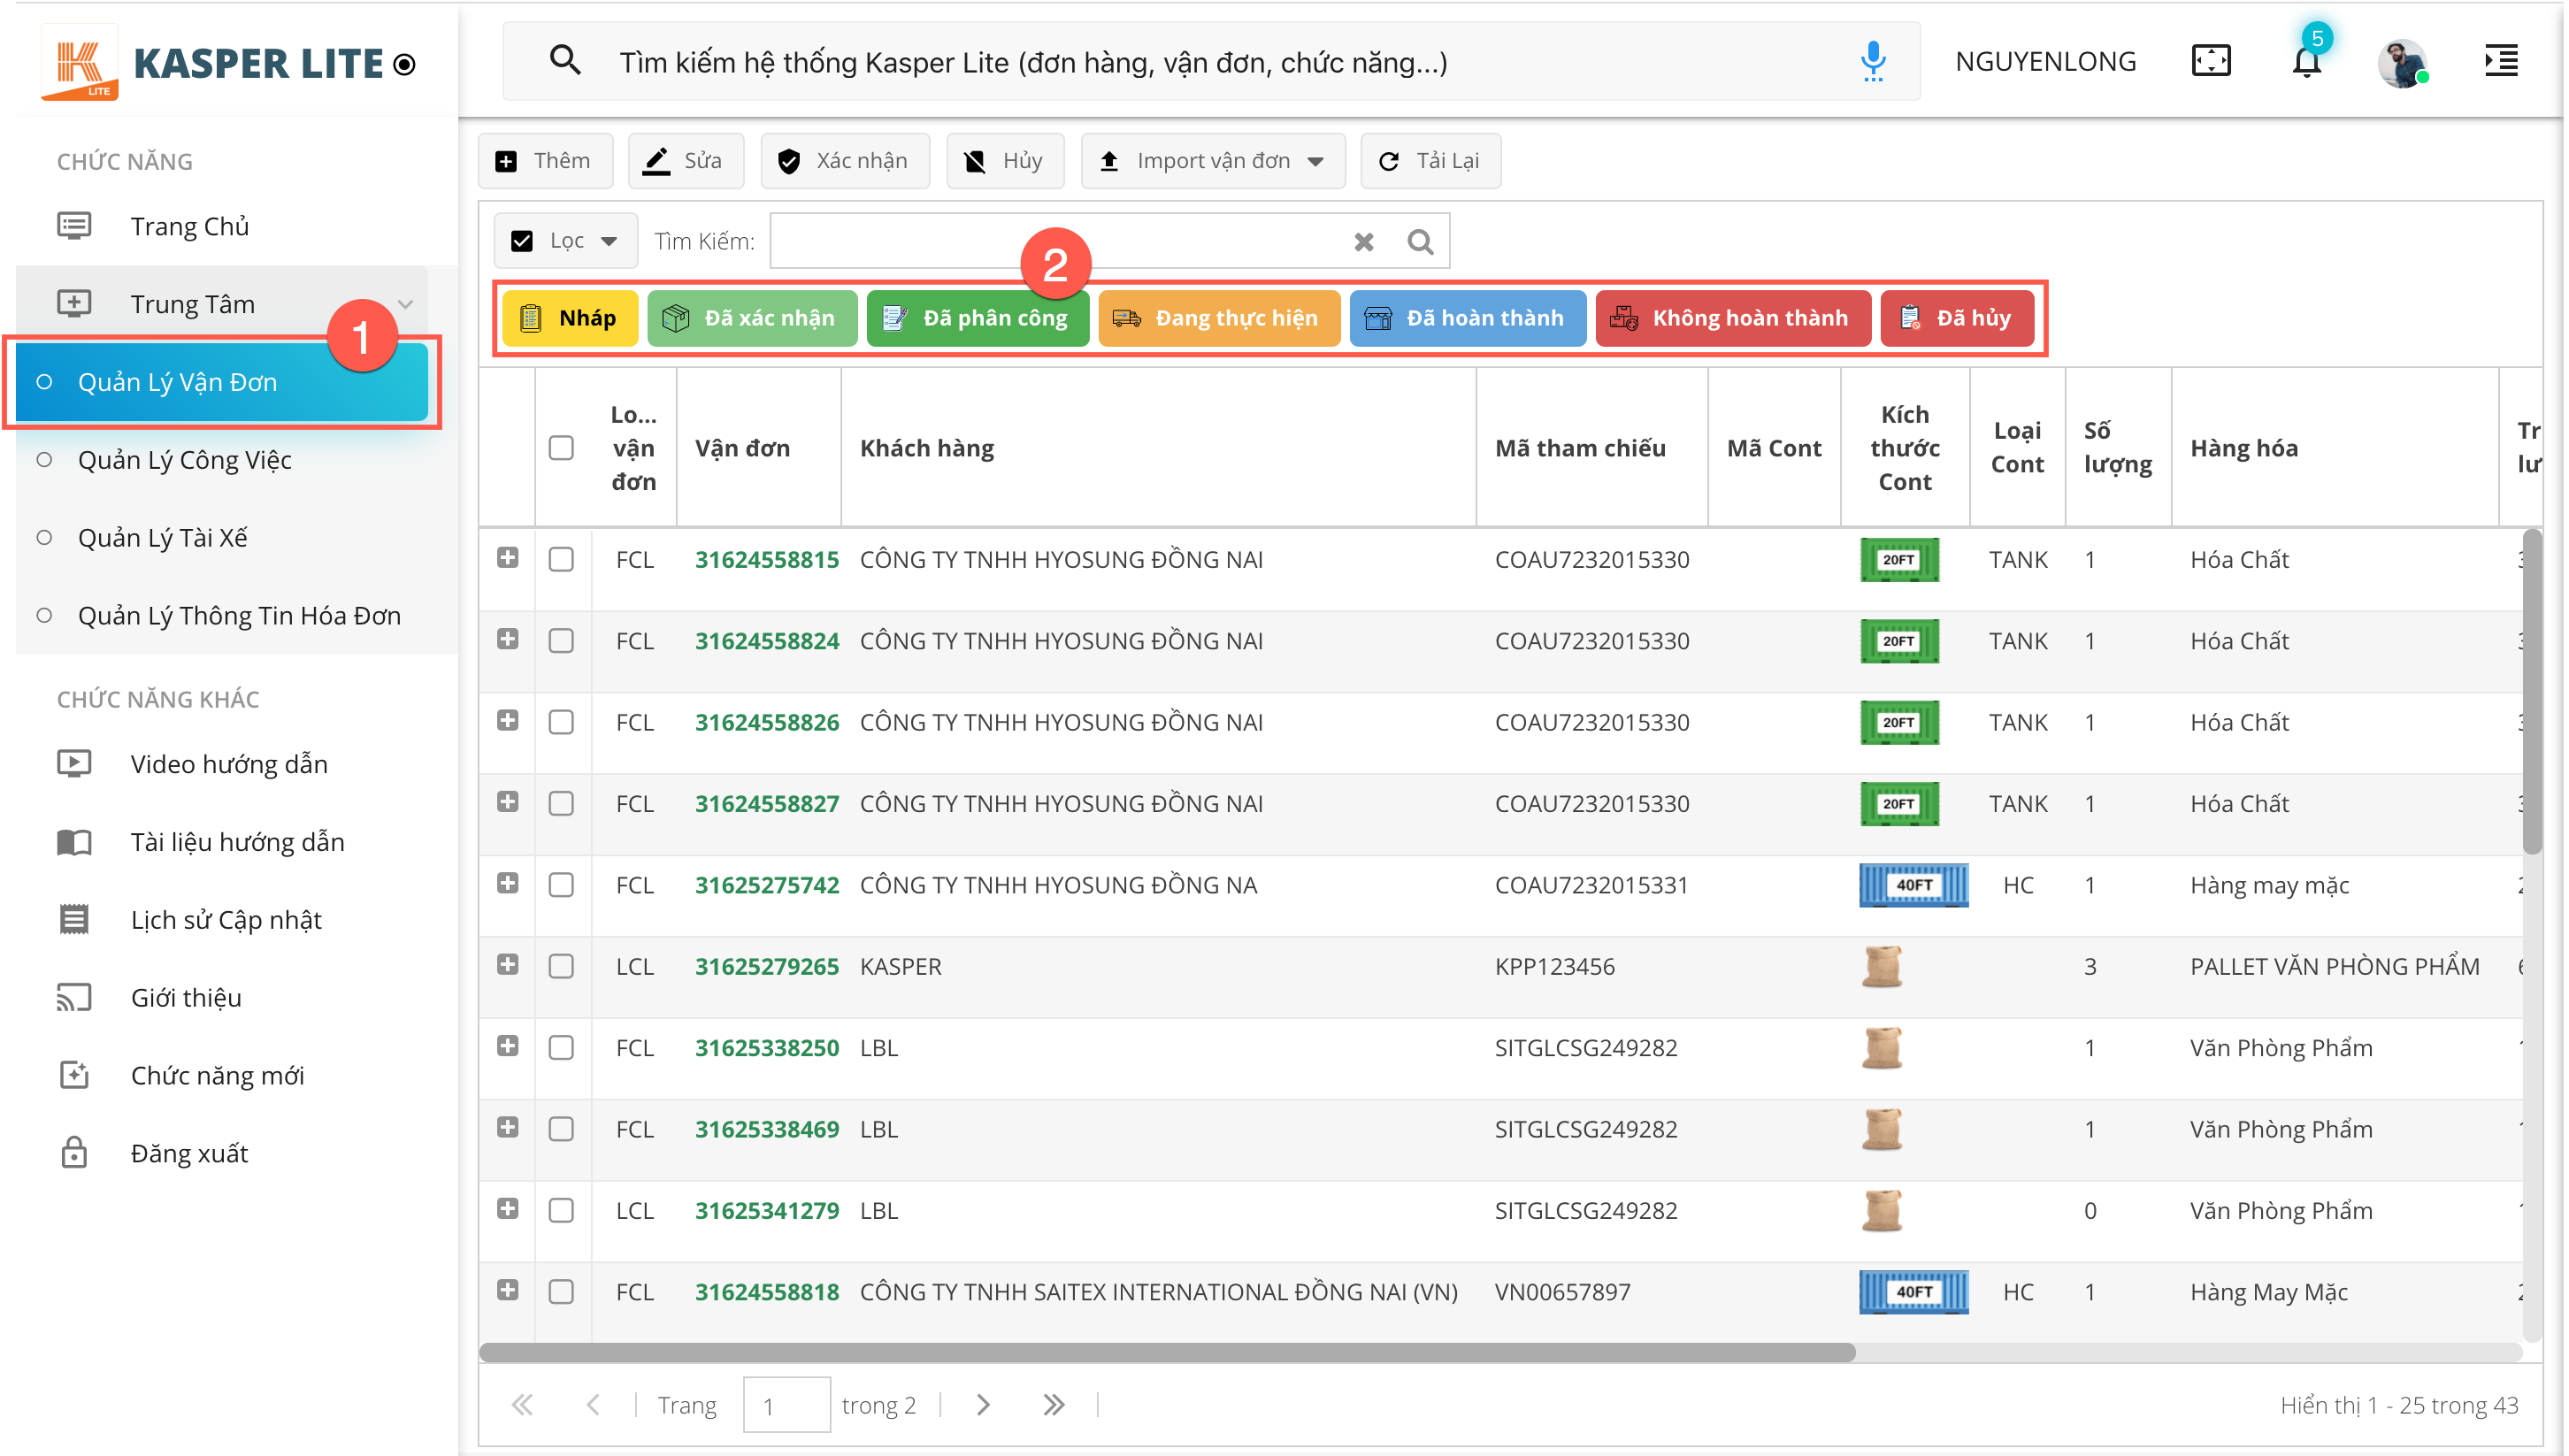 LITE
KASPER LITE
Tìm kiếm hệ thống Kasper Lite (đơn hàng, vận đơn, chức năng...)
NGUYENLONG
5
CHỨC NĂNG
Trang Chủ
Trung Tâm
1
Quản Lý Vận Đơn
Quản Lý Công Việc
Quản Lý Tài Xế
Quản Lý Thông Tin Hóa Đơn
CHỨC NĂNG KHÁC
Video hướng dẫn
Tài liệu hướng dẫn
Lịch sử Cập nhật
Giới thiệu
Chức năng mới
Đăng xuất
Thêm Sửa Xác nhận Hủy Import vận đơn Tải Lại
Lọc Tìm Kiếm:
2
Nháp Đã xác nhận Đã phân công Đang thực hiện Đã hoàn thành Không hoàn thành Đã hủy
Lo... vận đơn Vận đơn Khách hàng Mã tham chiếu Mã Cont Kích thước Cont Loại Cont Số lượng Hàng hóa
FCL 31624558815 CÔNG TY TNHH HYOSUNG ĐỒNG NAI COAU7232015330 20FT TANK 1 Hóa Chất
FCL 31624558824 CÔNG TY TNHH HYOSUNG ĐỒNG NAI COAU7232015330 20FT TANK 1 Hóa Chất
FCL 31624558826 CÔNG TY TNHH HYOSUNG ĐỒNG NAI COAU7232015330 20FT TANK 1 Hóa Chất
FCL 31624558827 CÔNG TY TNHH HYOSUNG ĐỒNG NAI COAU7232015330 20FT TANK 1 Hóa Chất
FCL 31625275742 CÔNG TY TNHH HYOSUNG ĐỒNG NA COAU7232015331 40FT HC 1 Hàng may mặc
LCL 31625279265 KASPER KPP123456 3 PALLET VĂN PHÒNG PHẨM
FCL 31625338250 LBL SITGLCSG249282 1 Văn Phòng Phẩm
FCL 31625338469 LBL SITGLCSG249282 1 Văn Phòng Phẩm
LCL 31625341279 LBL SITGLCSG249282 0 Văn Phòng Phẩm
FCL 31624558818 CÔNG TY TNHH SAITEX INTERNATIONAL ĐỒNG NAI (VN) VN00657897 40FT HC 1 Hàng May Mặc
Trang 1 trong 2
Hiển thị 1 - 25 trong 43